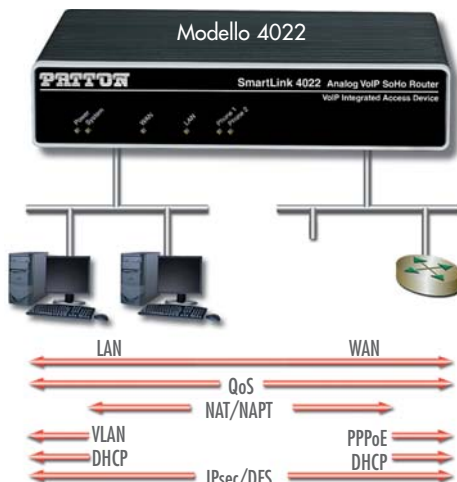 Modello 4022
PATTON
SmartLink 4022 Analog VoIP SoHo Router
VoIP Integrated Access Device
Power
System
WAN
LAN
Phone 1
Phone 2
LAN WAN
QoS
NAT/NAPT
VLAN PPPoE
DHCP DHCP
IPsec/DES